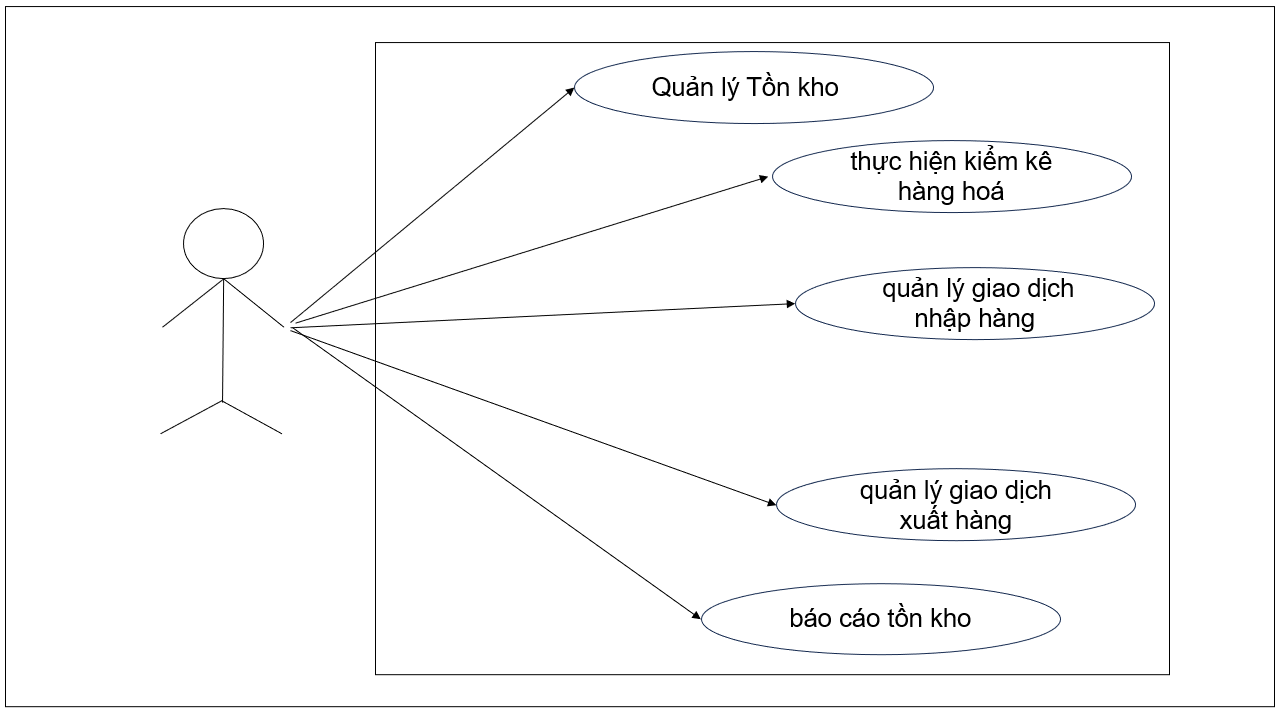 Quản lý Tồn kho
thực hiện kiểm kê
hàng hoá
quản lý giao dịch
nhập hàng
quản lý giao dịch
xuất hàng
báo cáo tồn kho